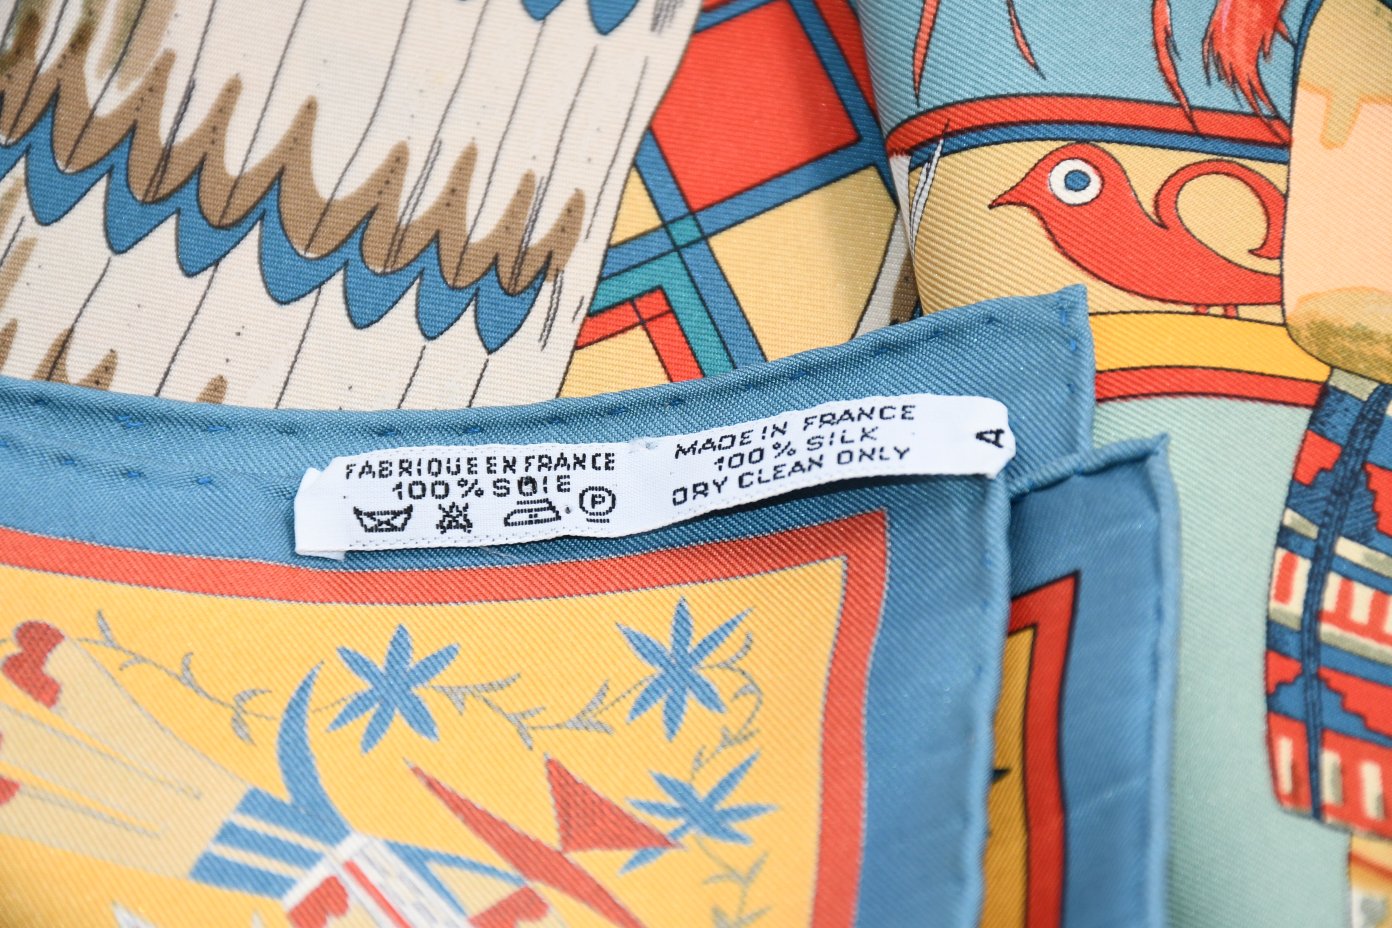 FABRIQUE EN FRANCE
100% SOIE
P
MADE IN FRANCE
100% SILK
DRY CLEAN ONLY
A